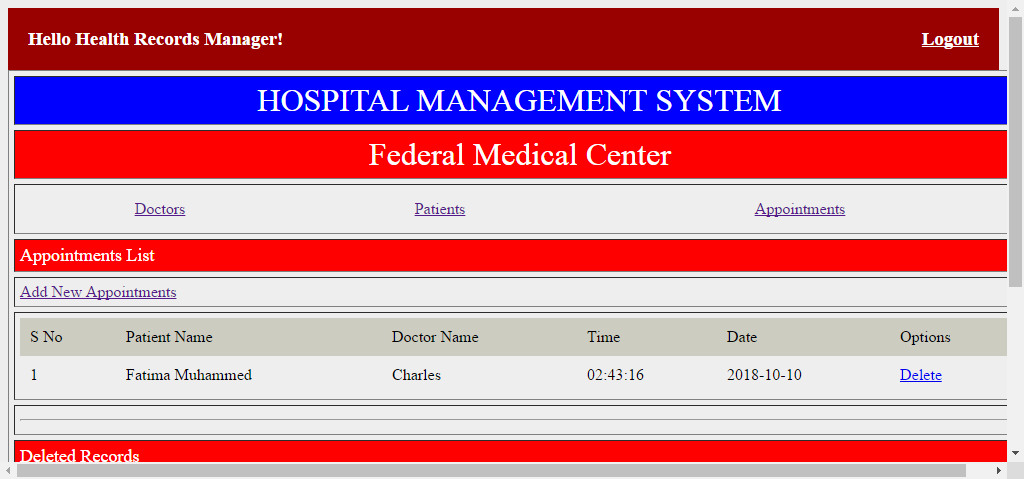 Hello Health Records Manager! Logout
HOSPITAL MANAGEMENT SYSTEM
Federal Medical Center
Doctors Patients Appointments
Appointments List
Add New Appointments
S No Patient Name Doctor Name Time Date Options
1 Fatima Muhammed Charles 02:43:16 2018-10-10 Delete
Deleted Records